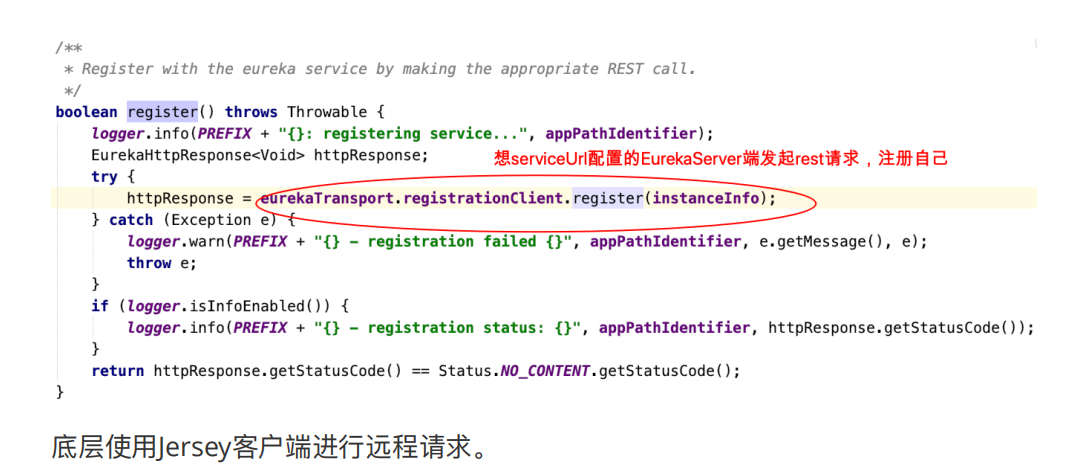 /**
* Register with the eureka service by making the appropriate REST call.
*/
boolean register() throws Throwable {
logger.info(PREFIX + "{}: registering service...", appPathIdentifier);
EurekaHttpResponse<Void> httpResponse;
想serviceUrl配置的EurekaServer端发起rest请求，注册自己
try {
httpResponse = eurekaTransport.registrationClient.register(instanceInfo);
} catch (Exception e) {
logger.warn(PREFIX + "{} - registration failed {}", appPathIdentifier, e.getMessage(), e);
throw e;
}
if (logger.isInfoEnabled()) {
logger.info(PREFIX + "{} - registration status: {}", appPathIdentifier, httpResponse.getStatusCode());
}
return httpResponse.getStatusCode() == Status.NO_CONTENT.getStatusCode();
}
底层使用Jersey客户端进行远程请求。